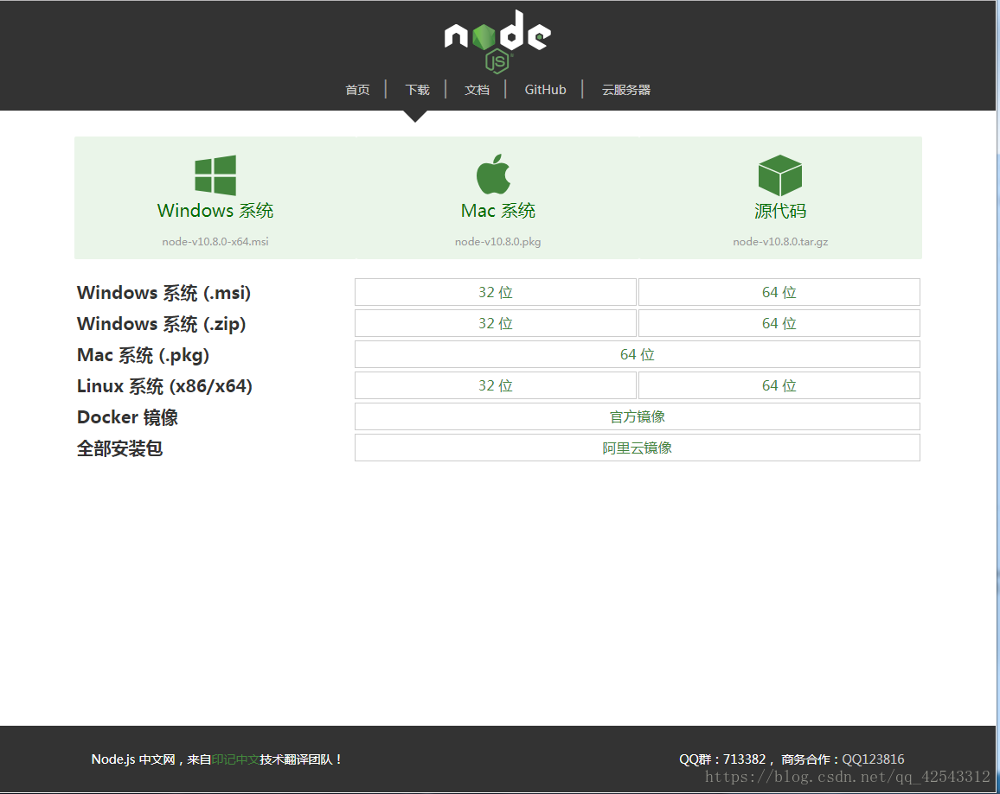 node
JS
首页 | 下载 | 文档 | GitHub | 云服务器
Windows 系统 Mac 系统 源代码
node-v10.8.0-x64.msi node-v10.8.0.pkg node-v10.8.0.tar.gz
Windows 系统 (.msi) 32 位 64 位
Windows 系统 (.zip) 32 位 64 位
Mac 系统 (.pkg) 64 位
Linux 系统 (x86/x64) 32 位 64 位
Docker 镜像 官方镜像
全部安装包 阿里云镜像
Node.js 中文网，来自印记中文技术翻译团队！ QQ群：713382， 商务合作：QQ123816
https://blog.csdn.net/qq_42543312